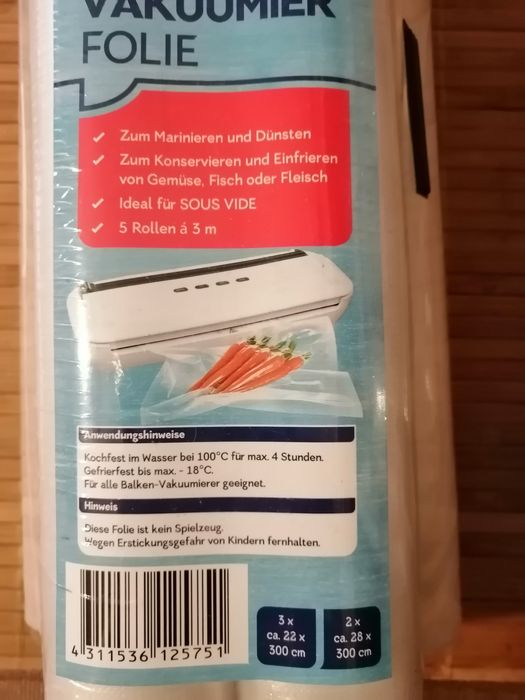 VAKUUMIER
FOLIE
Zum Marinieren und Dünsten
Zum Konservieren und Einfrieren
von Gemüse, Fisch oder Fleisch
Ideal für SOUS VIDE
5 Rollen á 3 m
Anwendungshinweise
Kochfest im Wasser bei 100°C für max. 4 Stunden.
Gefrierfest bis max. - 18°C.
Für alle Balken-Vakuumierer geeignet.
Hinweis
Diese Folie ist kein Spielzeug.
Wegen Erstickungsgefahr von Kindern fernhalten.
4 311536 125751
3 x
ca. 22 x
300 cm
2 x
ca. 28 x
300 cm